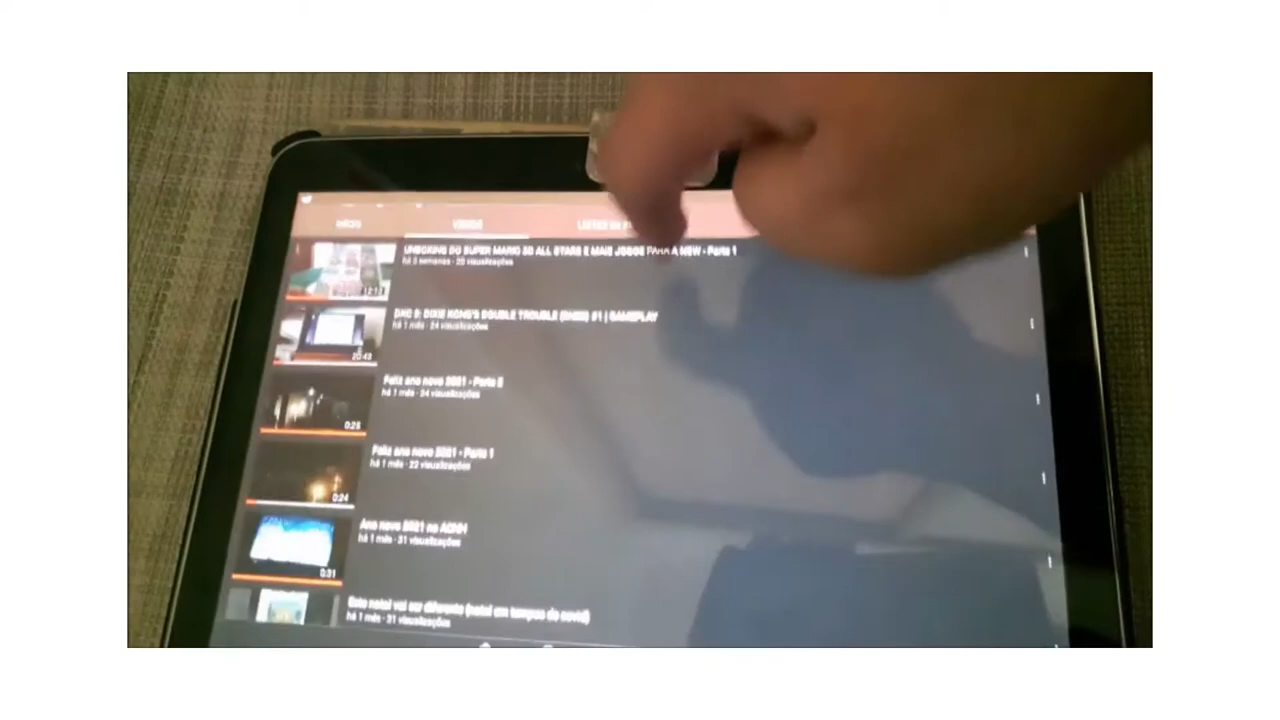 INÍCIO VÍDEOS LISTAS DE
UNBOXING DO SUPER MARIO 3D ALL STARS E MAIS JOGOS PARA A NSW - Parte 1
há 3 semanas · 20 visualizações
12:13
DKC 3: DIXIE KONG'S DOUBLE TROUBLE (SNES) #1 | GAMEPLAY
há 1 mês · 24 visualizações
20:43
Feliz ano novo 2021 - Parte 2
há 1 mês · 24 visualizações
0:25
Feliz ano novo 2021 - Parte 1
há 1 mês · 22 visualizações
0:24
Ano novo 2021 no ACNH
há 1 mês · 31 visualizações
0:31
Este natal vai ser diferente (natal em tempos de covid)
há 1 mês · 31 visualizações